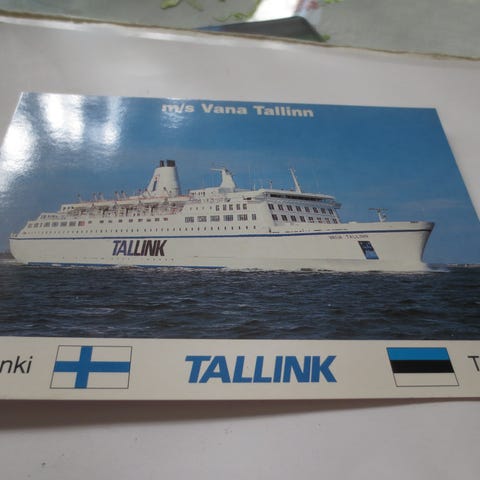 m/s Vana Tallinn
TALLINK
VANA TALLINN
nki TALLINK T